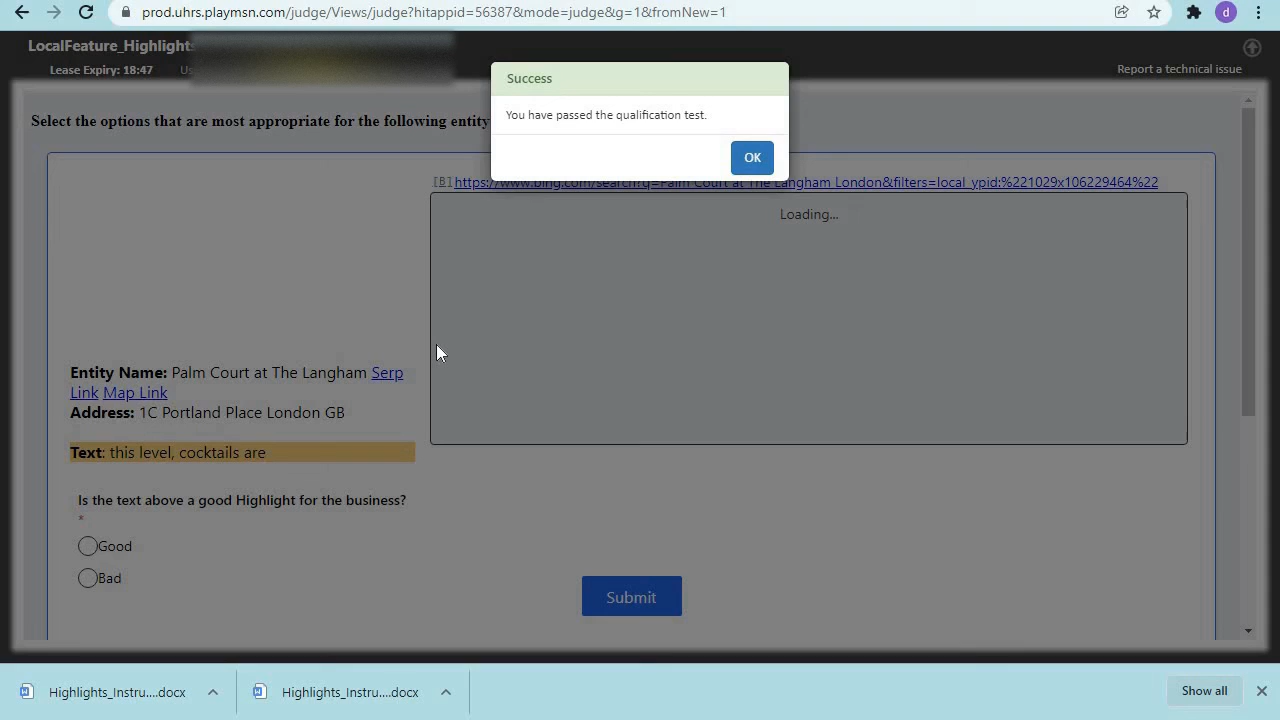 prod.uhrs.playmsn.com/judge/Views/judge?hitappid=56387&mode=judge&g=1&fromNew=1
d
LocalFeature_Highlights
Lease Expiry: 18:47
Report a technical issue
Success
You have passed the qualification test.
OK
Select the options that are most appropriate for the following entity
[B] https://www.bing.com/search?q=Palm Court at The Langham London&filters=local_ypid:%221029x106229464%22
Loading...
Entity Name: Palm Court at The Langham Serp
Link Map Link
Address: 1C Portland Place London GB
Text: this level, cocktails are
Is the text above a good Highlight for the business?
*
Good
Bad
Submit
Highlights_Instru....docx
Highlights_Instru....docx
Show all